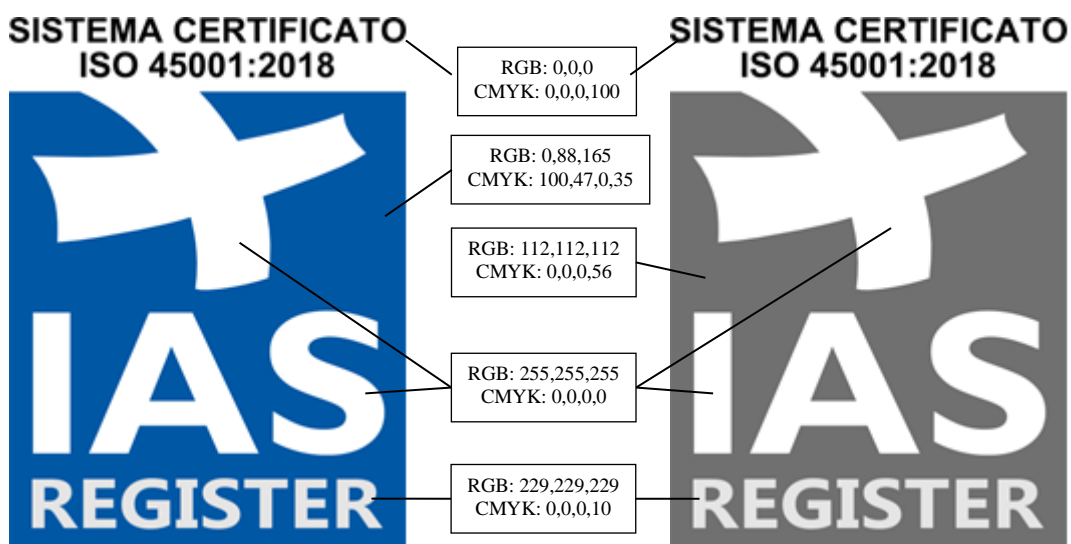 SISTEMA CERTIFICATO
ISO 45001:2018
SISTEMA CERTIFICATO
ISO 45001:2018
RGB: 0,0,0
CMYK: 0,0,0,100
RGB: 0,88,165
CMYK: 100,47,0,35
RGB: 112,112,112
CMYK: 0,0,0,56
RGB: 255,255,255
CMYK: 0,0,0,0
RGB: 229,229,229
CMYK: 0,0,0,10
IAS
REGISTER
IAS
REGISTER